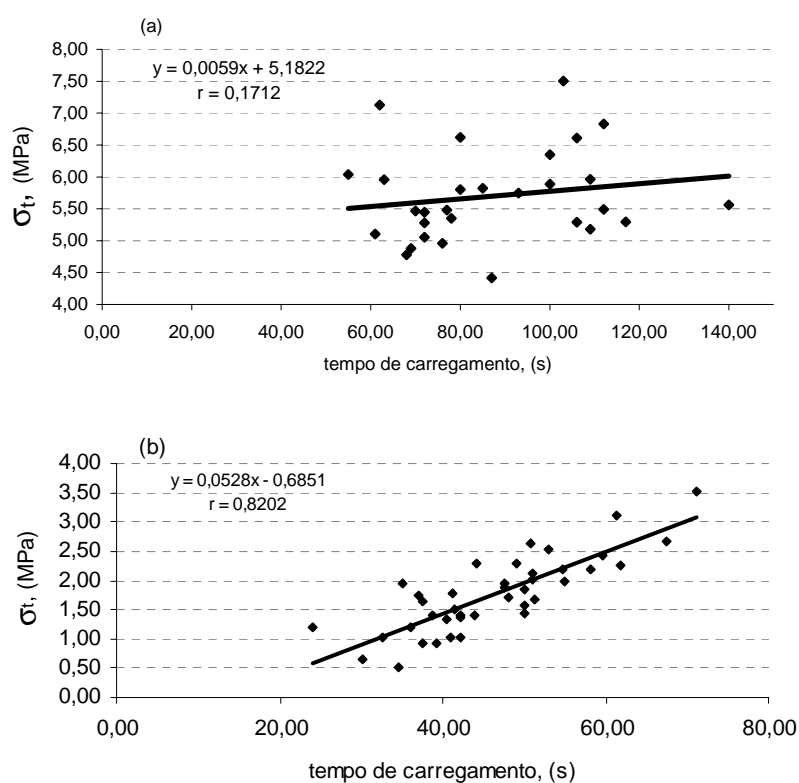 (a)
y = 0,0059x + 5,1822
r = 0,1712
σt, (MPa)
8,00
7,50
7,00
6,50
6,00
5,50
5,00
4,50
4,00
0,00 20,00 40,00 60,00 80,00 100,00 120,00 140,00
tempo de carregamento, (s)
(b)
y = 0,0528x - 0,6851
r = 0,8202
σt, (MPa)
4,00
3,50
3,00
2,50
2,00
1,50
1,00
0,50
0,00
0,00 20,00 40,00 60,00 80,00
tempo de carregamento, (s)